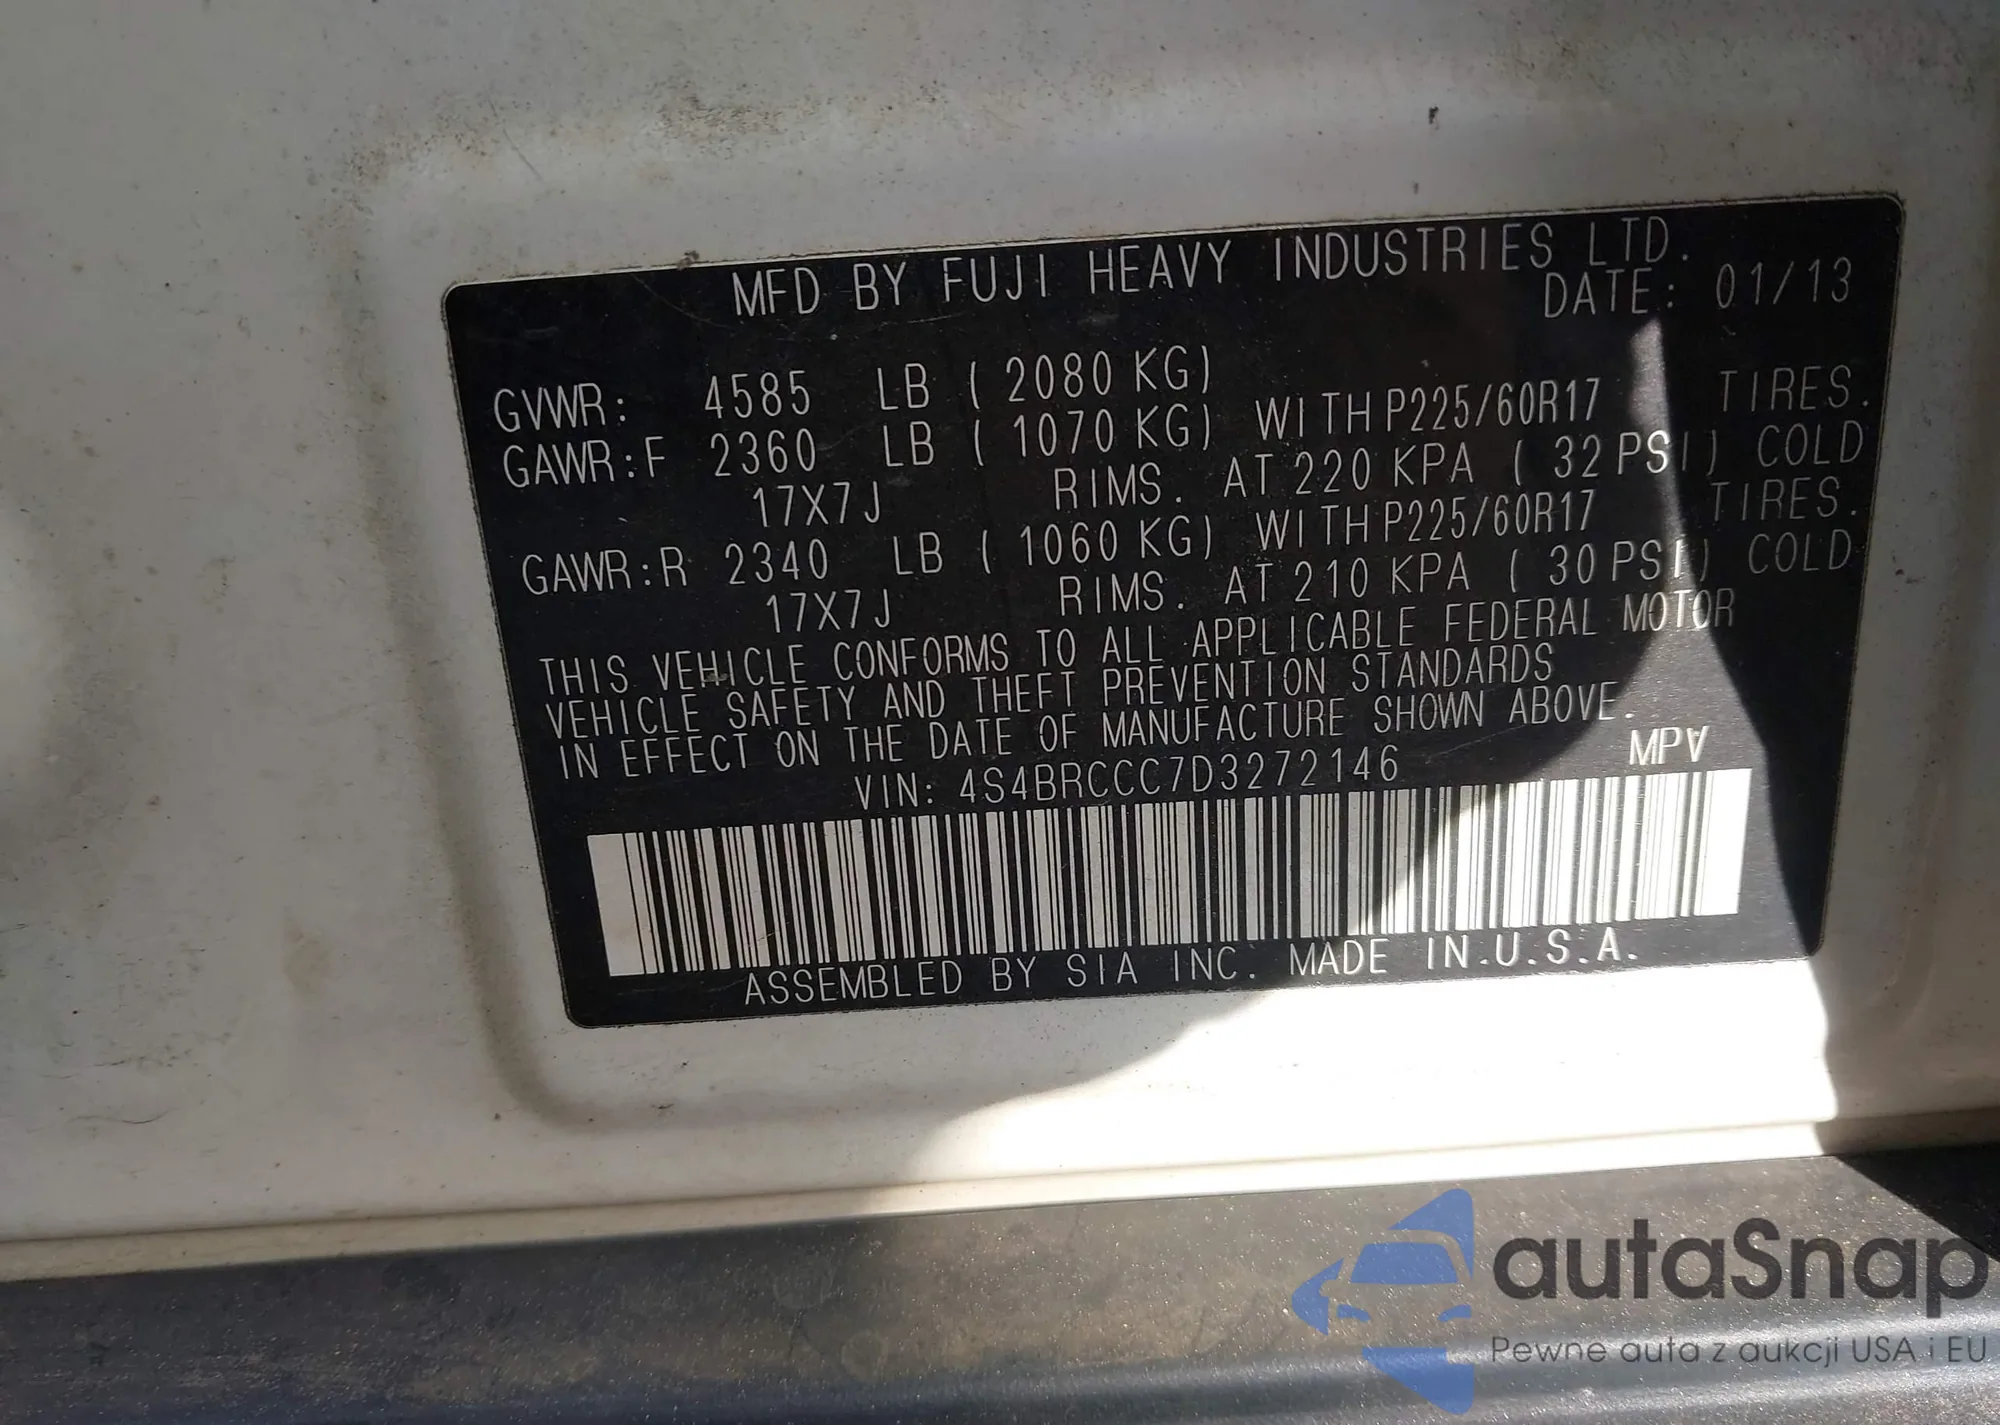 MFD BY FUJI HEAVY INDUSTRIES LTD.
DATE: 01/13
GVWR: 4585 LB ( 2080 KG)
GAWR:F 2360 LB ( 1070 KG) WITH P225/60R17 TIRES.
17X7J RIMS. AT 220 KPA ( 32 PSI) COLD
GAWR:R 2340 LB ( 1060 KG) WITH P225/60R17 TIRES.
17X7J RIMS. AT 210 KPA ( 30 PSI) COLD
THIS VEHICLE CONFORMS TO ALL APPLICABLE FEDERAL MOTOR
VEHICLE SAFETY AND THEFT PREVENTION STANDARDS
IN EFFECT ON THE DATE OF MANUFACTURE SHOWN ABOVE.
VIN: 4S4BRCCC7D3272146 MPV
ASSEMBLED BY SIA INC. MADE IN.U.S.A.
autaSnap
Pewne auta z aukcji USA i EU